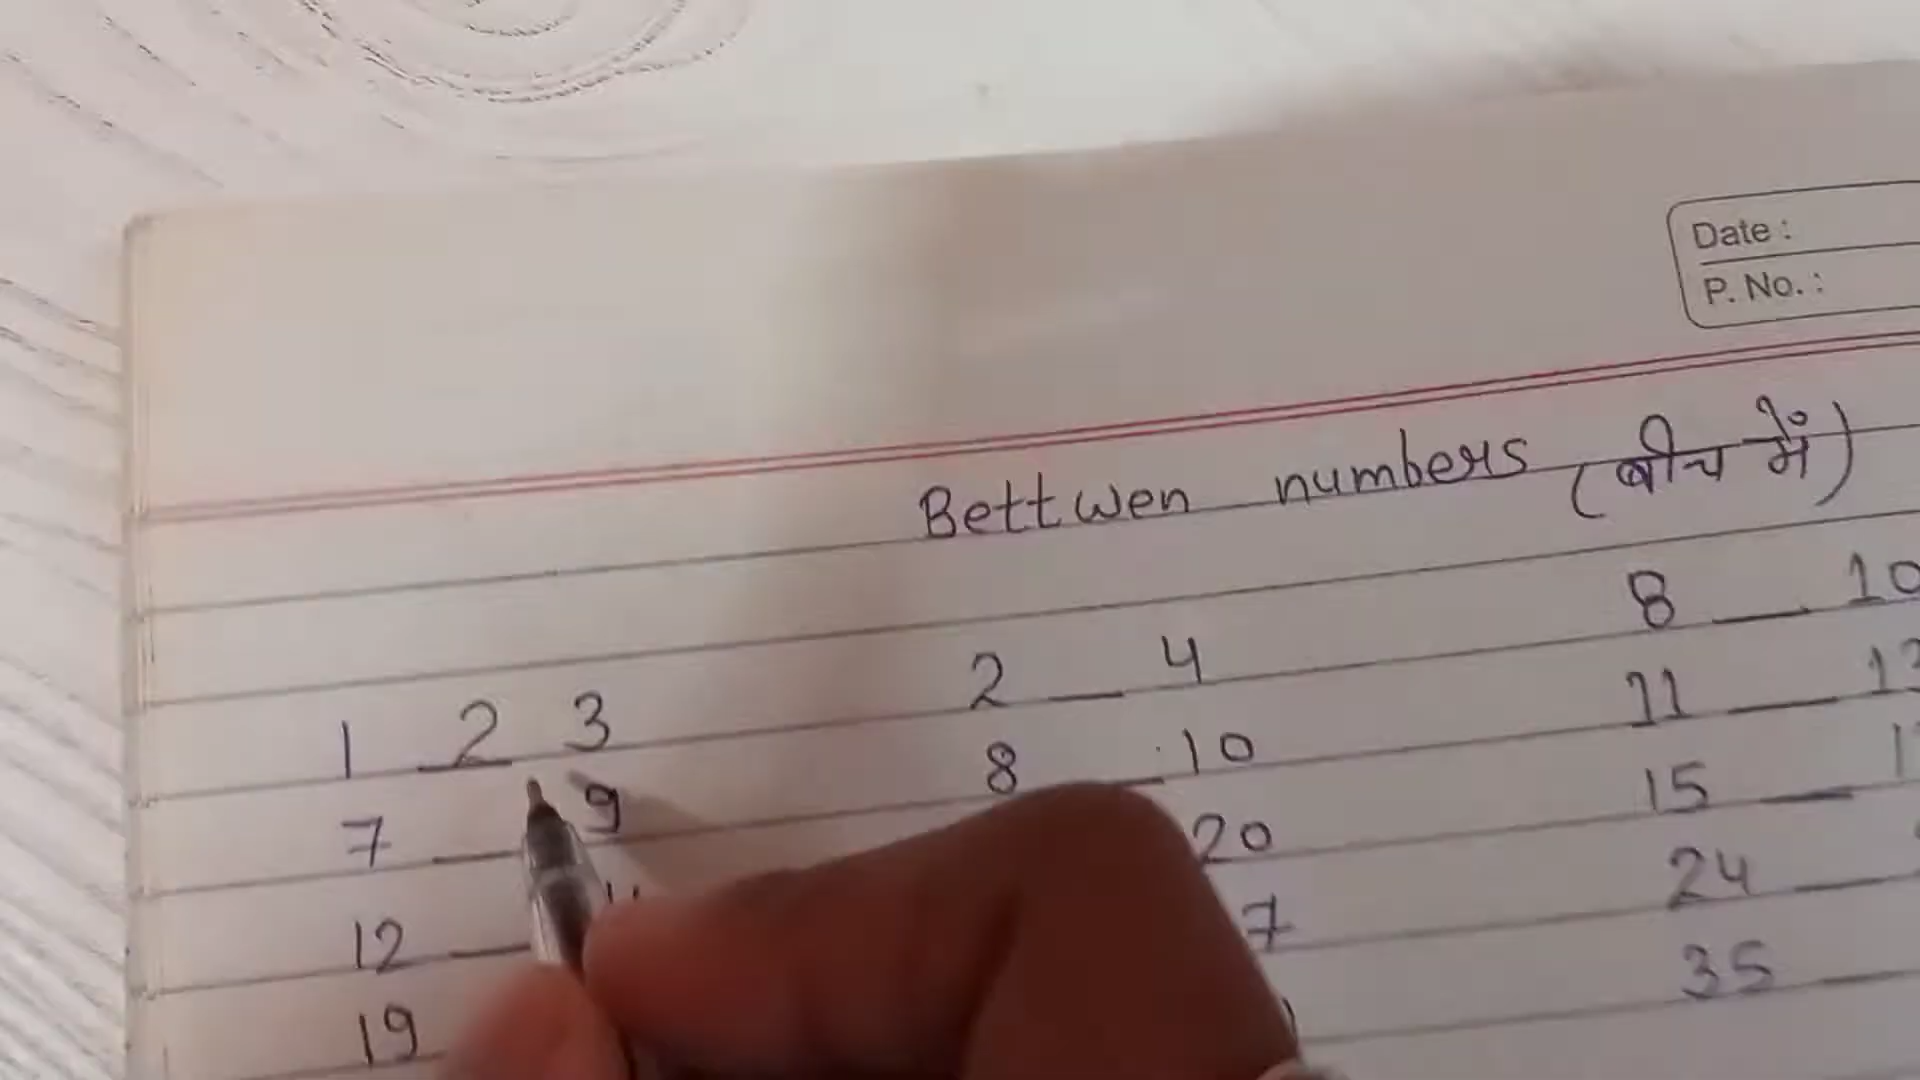 Date :
P. No. :
Bettwen numbers (बीच में)
1 2 3 2 __ 4 8 __ 10
7 __ 9 8 __ 10 11 __
12 __ 20 15 __
19 7 24 __
35 __